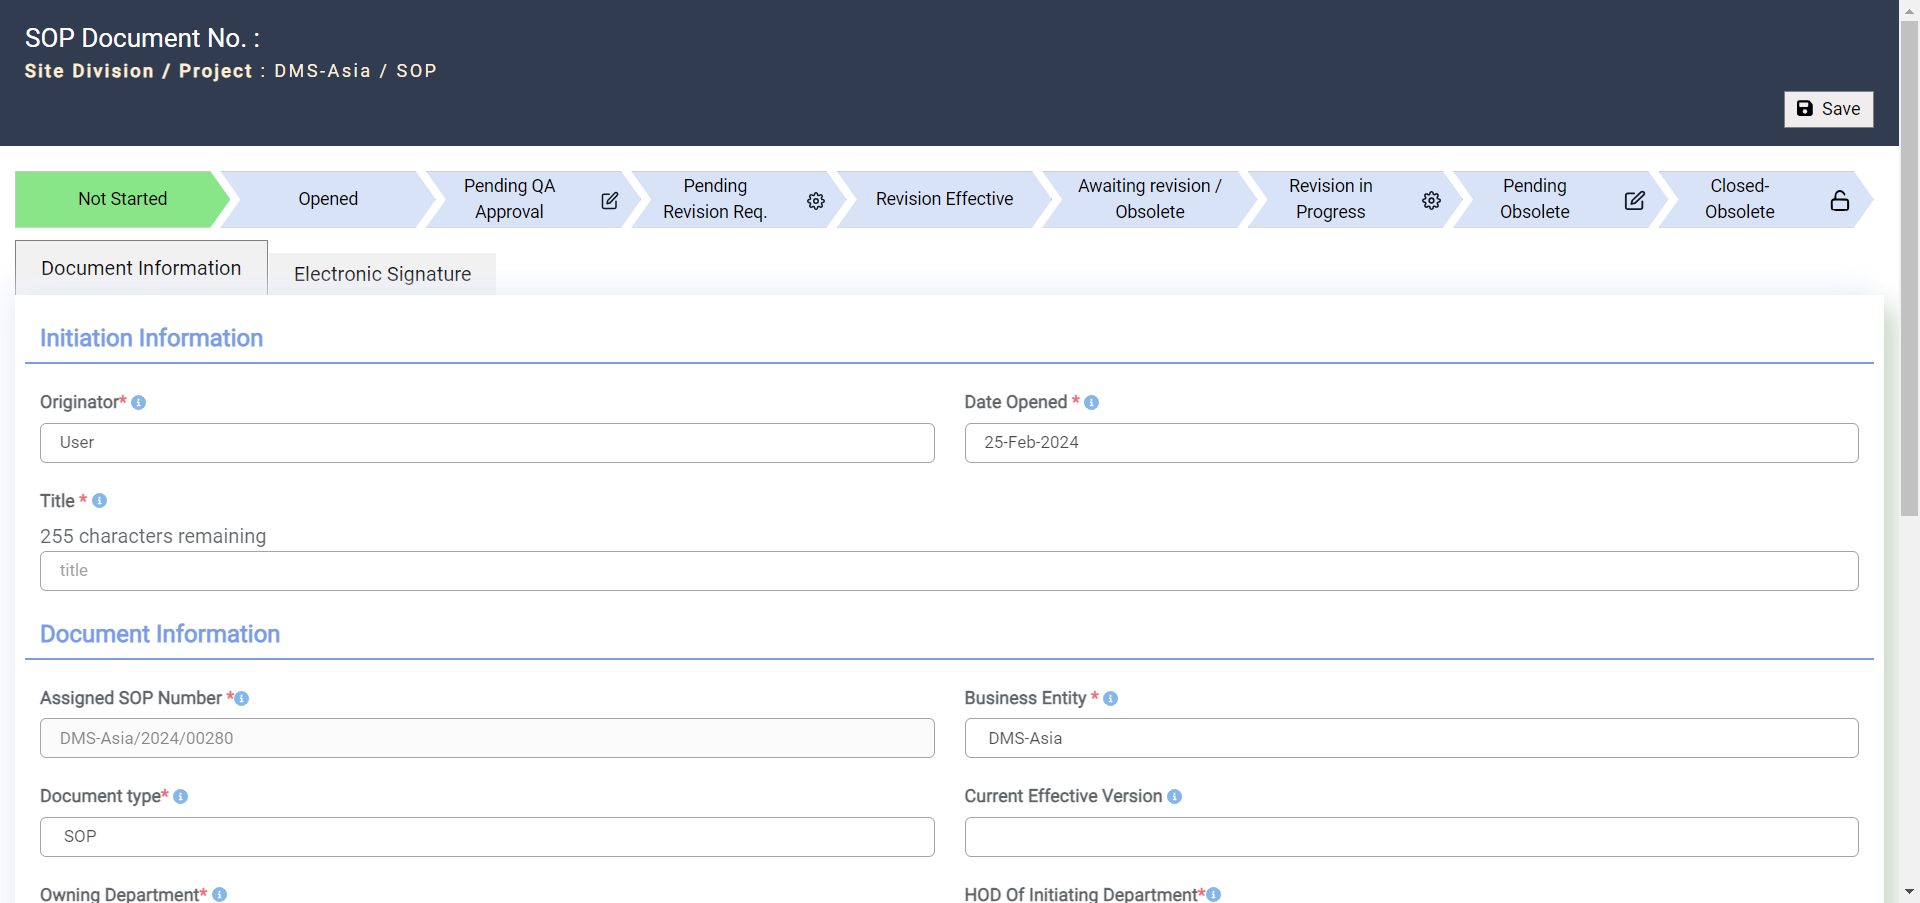 SOP Document No. :
Site Division / Project : DMS-Asia / SOP
Save
Not Started
Opened
Pending QA
Approval
Pending
Revision Req.
Revision Effective
Awaiting revision /
Obsolete
Revision in
Progress
Pending
Obsolete
Closed-
Obsolete
Document Information
Electronic Signature
Initiation Information
Originator*
Date Opened *
User
25-Feb-2024
Title *
255 characters remaining
title
Document Information
Assigned SOP Number *
Business Entity *
DMS-Asia/2024/00280
DMS-Asia
Document type*
Current Effective Version
SOP
Owning Department*
HOD Of Initiating Department*